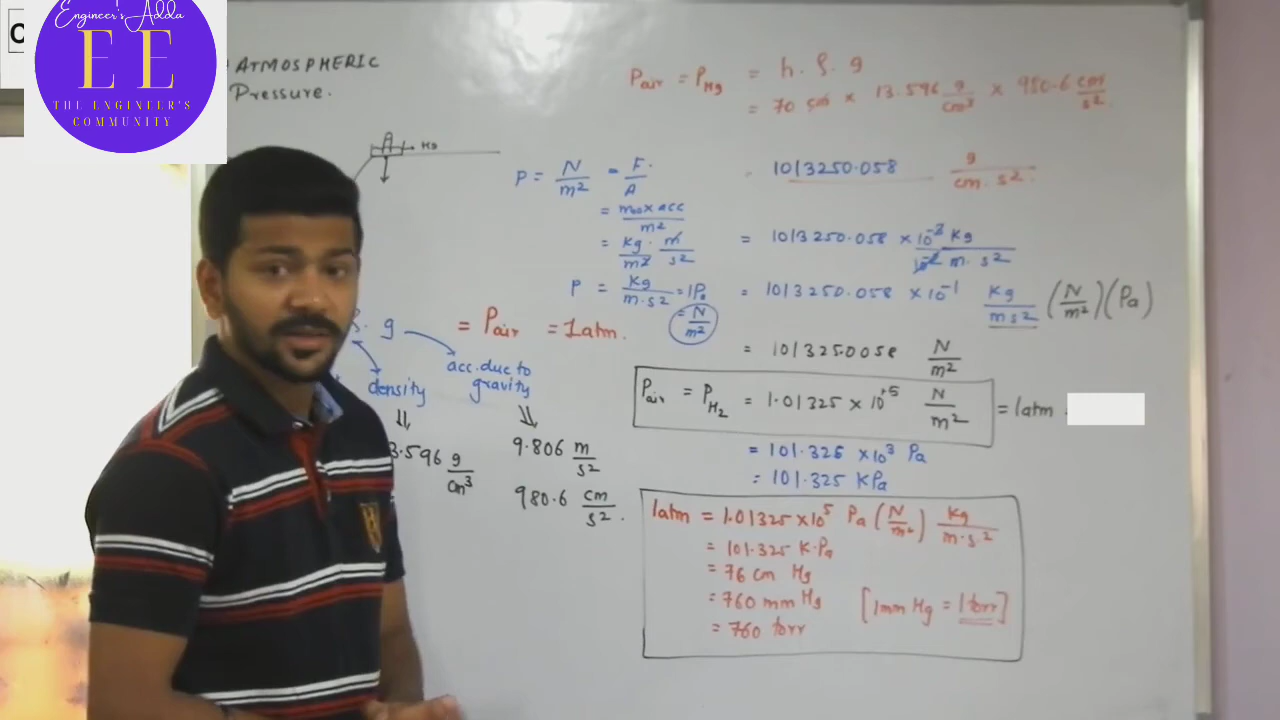 C
Engineer's Adda
EE
THE ENGINEER'S
COMMUNITY
ATMOSPHERIC
Pressure.
Kg
g = Pair = 1atm.
density
acc. due to
gravity
3.596 g/cm³
9.806 m/s²
980.6 cm/s².
P = N/m² = F/A
= mass x acc / m²
= Kg · m / m² s²
P = Kg/m·s² = 1Pa
= N/m²
Pair = PHg = h. ρ. g
= 70 cm × 13.596 g/cm³ × 980.6 cm/s²
1013250.058 g/cm. s²
= 1013250.058 × 10⁻³ Kg / 10⁻² m. s²
= 1013250.058 × 10⁻¹ Kg/m s² (N/m²) (Pa)
= 101325.0058 N/m²
Pair = PH2 = 1.01325 × 10⁺⁵ N/m² = 1atm
= 101.325 × 10³ Pa
= 101.325 KPa
1atm = 1.01325 × 10⁵ Pa (N/m²) Kg/m·s²
= 101.325 K.Pa
= 76 cm Hg
= 760 mm Hg [1mm Hg = 1 torr]
= 760 torr